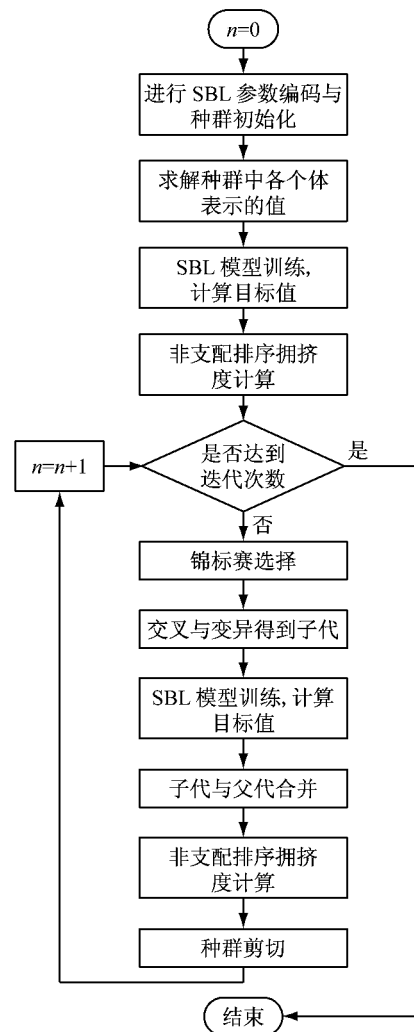 n=0
进行 SBL 参数编码与
种群初始化
求解种群中各个体
表示的值
SBL 模型训练,
计算目标值
非支配排序拥挤
度计算
n=n+1
是否达到
迭代次数
是
否
锦标赛选择
交叉与变异得到子代
SBL 模型训练, 计算
目标值
子代与父代合并
非支配排序拥挤
度计算
种群剪切
结束